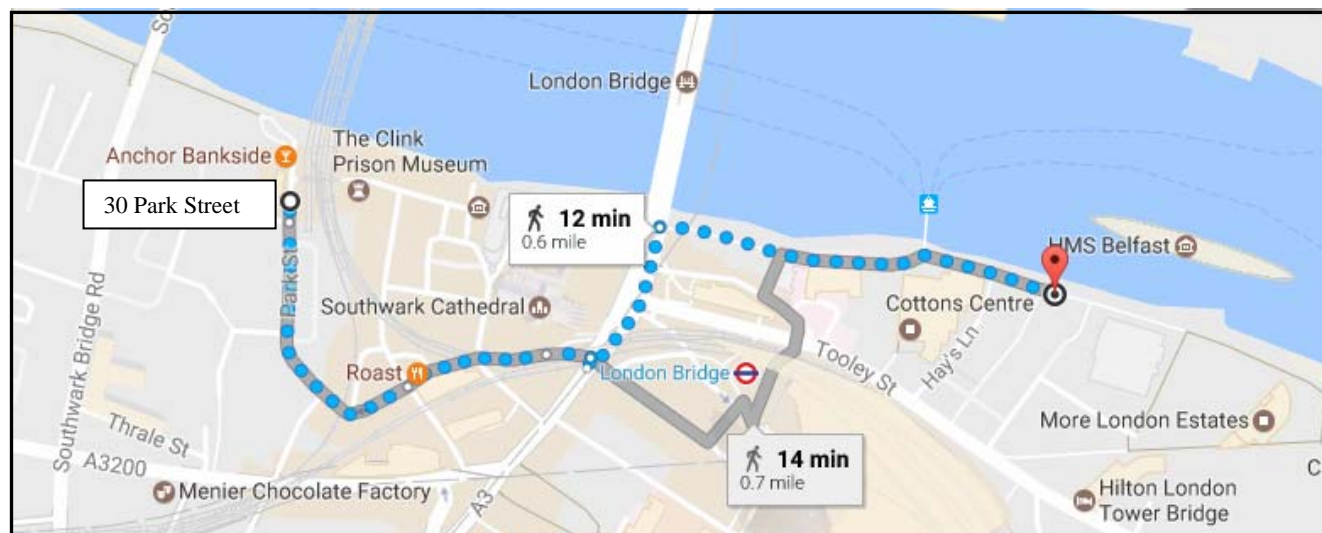 So
London Bridge
The Clink
Prison Museum
Anchor Bankside
30 Park Street
12 min
0.6 mile
HMS Belfast
Park St
Southwark Bridge Rd
Southwark Cathedral
Cottons Centre
Hay's Ln
Tooley St
Roast
London Bridge
Thrale St
A3200
A3
Menier Chocolate Factory
14 min
0.7 mile
More London Estates
Hilton London
Tower Bridge
C